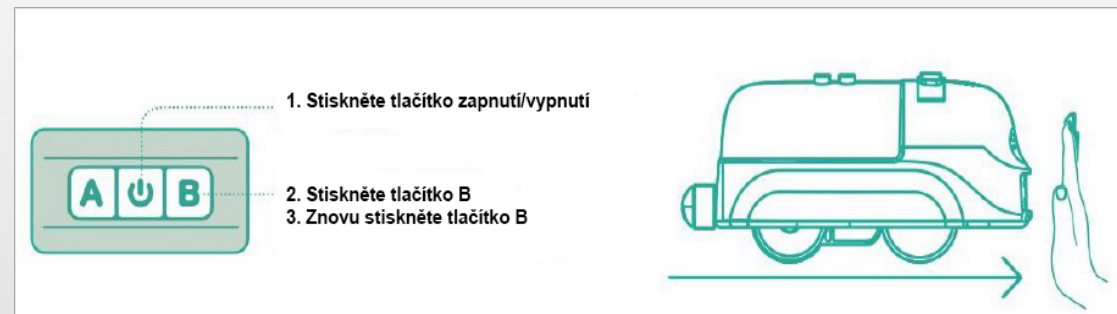 1. Stiskněte tlačítko zapnutí/vypnutí
A B
2. Stiskněte tlačítko B
3. Znovu stiskněte tlačítko B